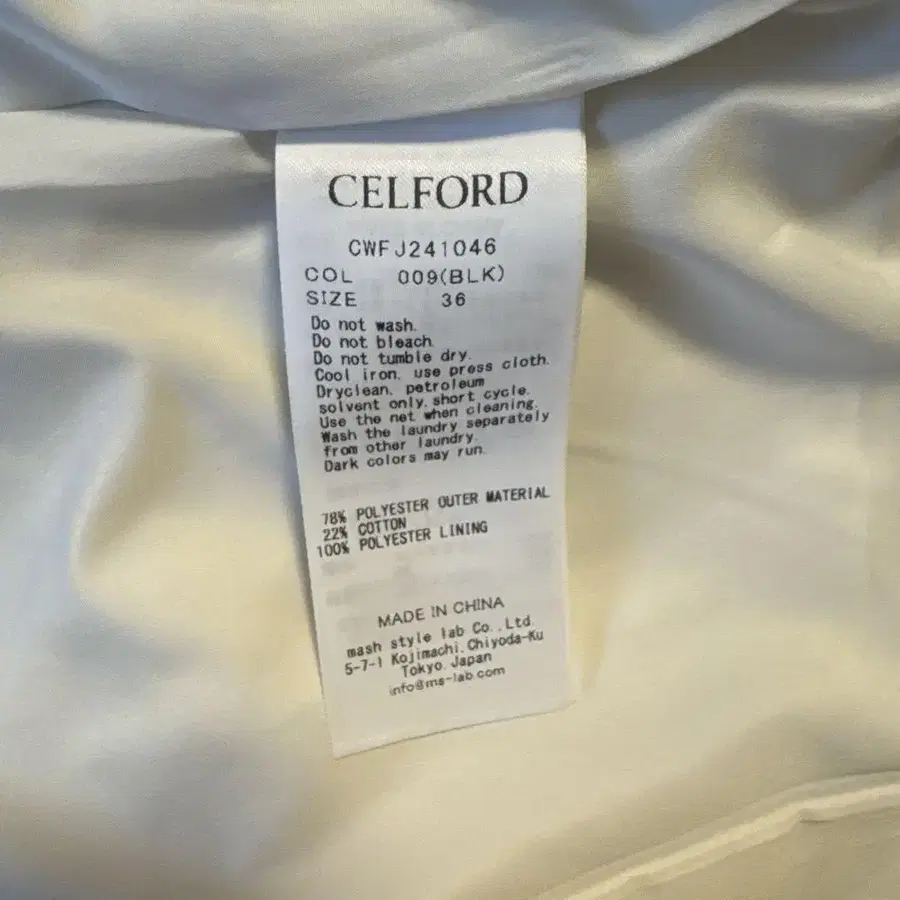 CELFORD
CWFJ241046
COL 009(BLK)
SIZE 36
Do not wash.
Do not bleach.
Do not tumble dry.
Cool iron. use press cloth.
Dryclean. petroleum
solvent only. short cycle.
Use the net when cleaning.
Wash the laundry separately
from other laundry.
Dark colors may run.
78% POLYESTER OUTER MATERIAL
22% COTTON
100% POLYESTER LINING
MADE IN CHINA
mash style lab Co., Ltd.
5-7-1 Kojimachi. Chiyoda-Ku
Tokyo. Japan
info@ms-lab.com